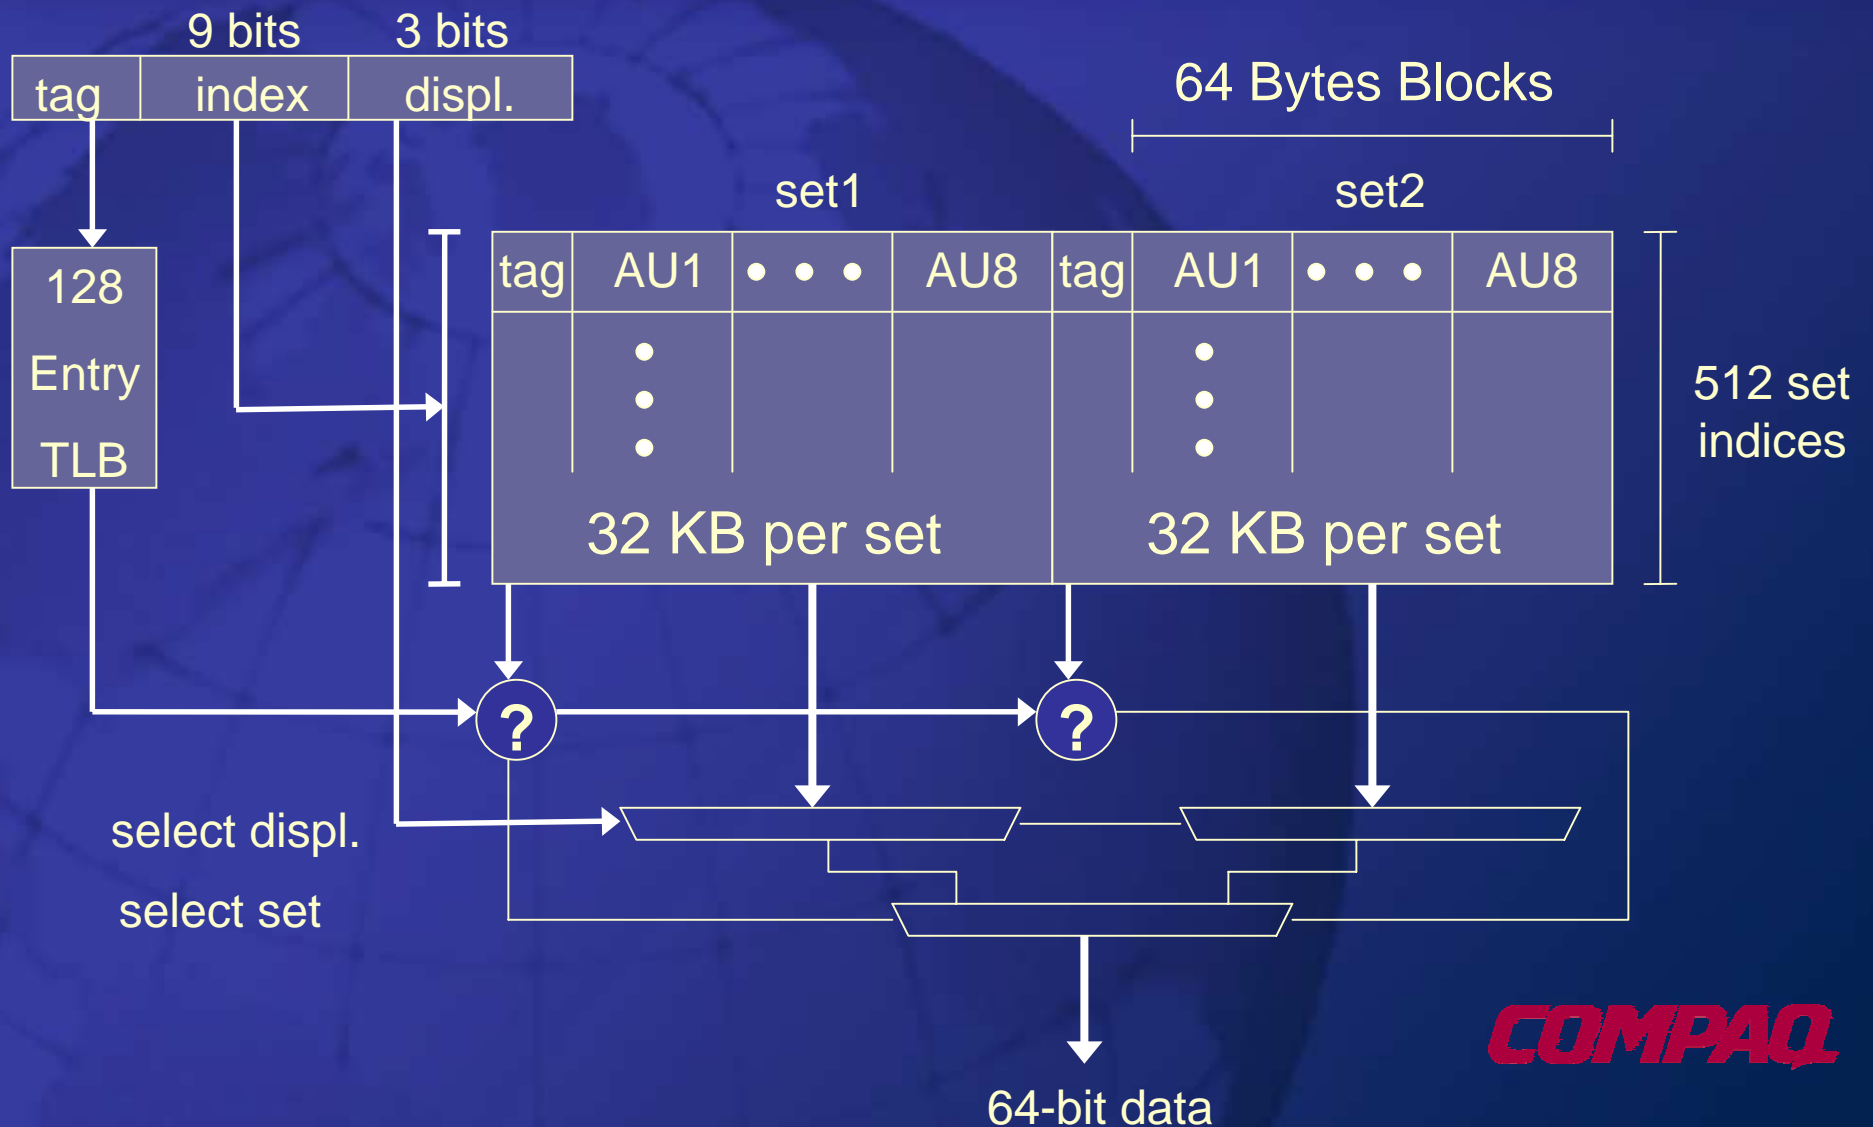 9 bits 3 bits
tag index displ.
64 Bytes Blocks
set1 set2
tag AU1 • • • AU8 tag AU1 • • • AU8
128
Entry
TLB
512 set
indices
32 KB per set 32 KB per set
? ?
select displ.
select set
COMPAQ
64-bit data